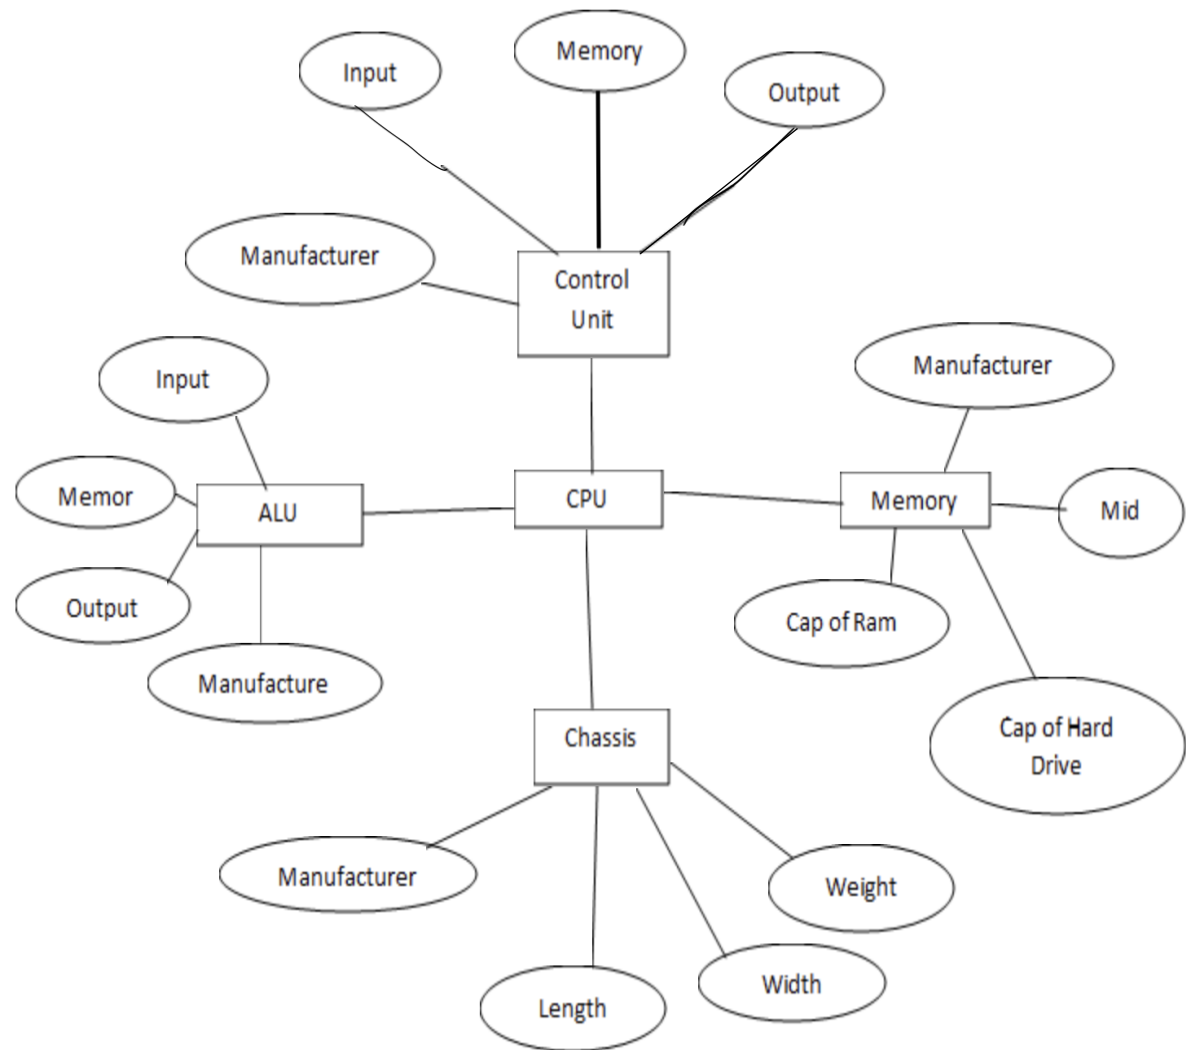 Memory
Input
Output
Manufacturer
Control
Unit
Manufacturer
Input
Memor
ALU
CPU
Memory
Mid
Output
Cap of Ram
Manufacture
Chassis
Cap of Hard
Drive
Manufacturer
Weight
Width
Length